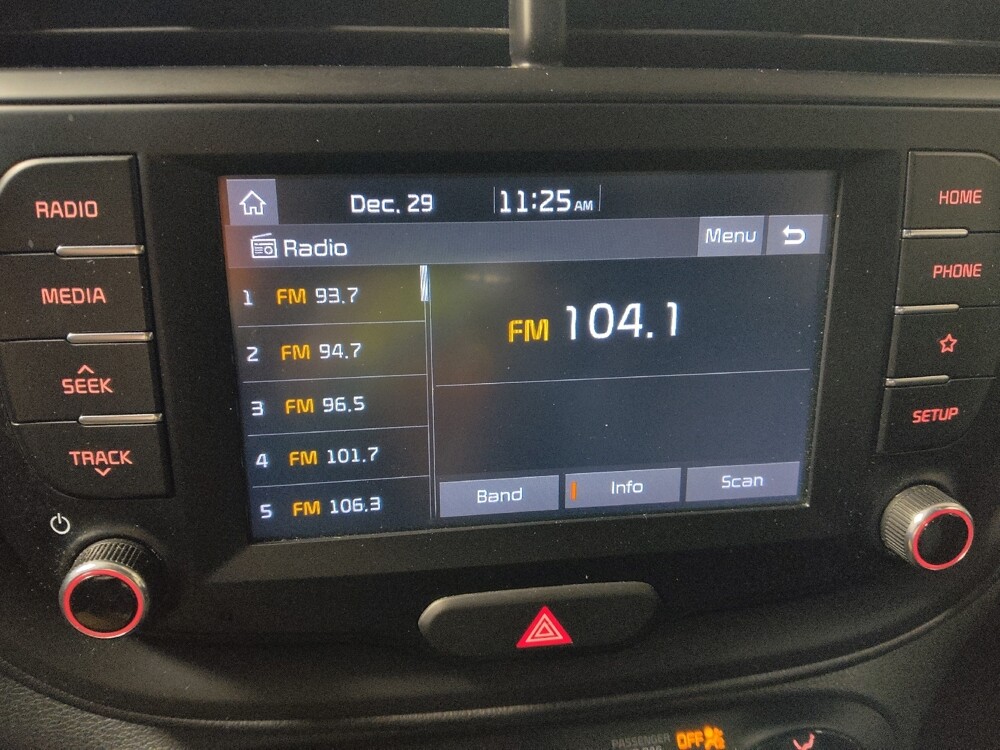 Dec. 29 11:25 AM
RADIO
HOME
Radio Menu
MEDIA
PHONE
1 FM 93.7
FM 104.1
2 FM 94.7
SEEK
3 FM 96.5
SETUP
TRACK
4 FM 101.7
5 FM 106.3
Band Info Scan
PASSENGER
OFF